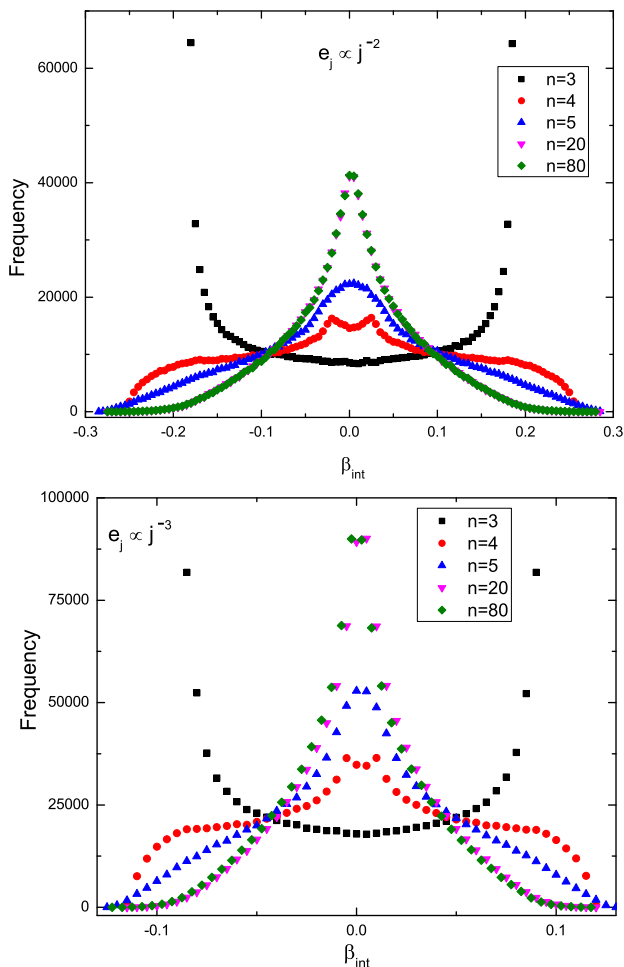 e_j ∝ j^-2
n=3
n=4
n=5
n=20
n=80
60000
40000
20000
0
Frequency
-0.3
-0.2
-0.1
0.0
0.1
0.2
0.3
β_int
e_j ∝ j^-3
n=3
n=4
n=5
n=20
n=80
100000
75000
50000
25000
0
Frequency
-0.1
0.0
0.1
β_int